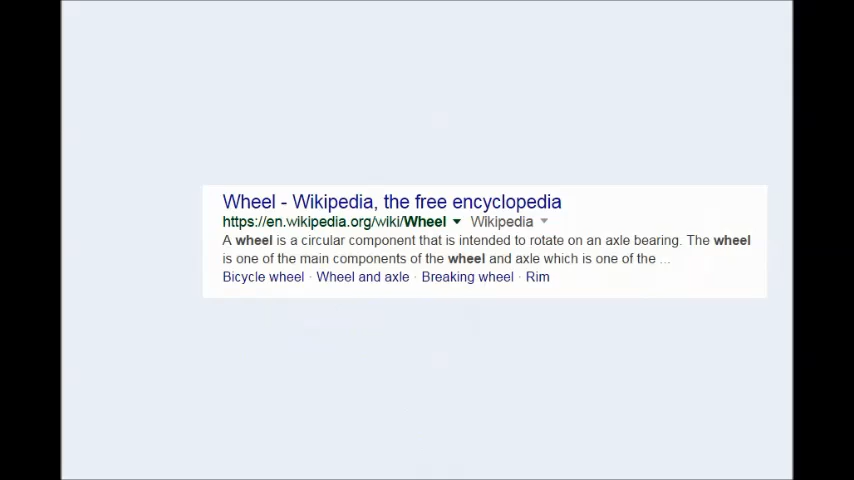 Wheel - Wikipedia, the free encyclopedia
https://en.wikipedia.org/wiki/Wheel Wikipedia
A wheel is a circular component that is intended to rotate on an axle bearing. The wheel
is one of the main components of the wheel and axle which is one of the ...
Bicycle wheel · Wheel and axle · Breaking wheel · Rim